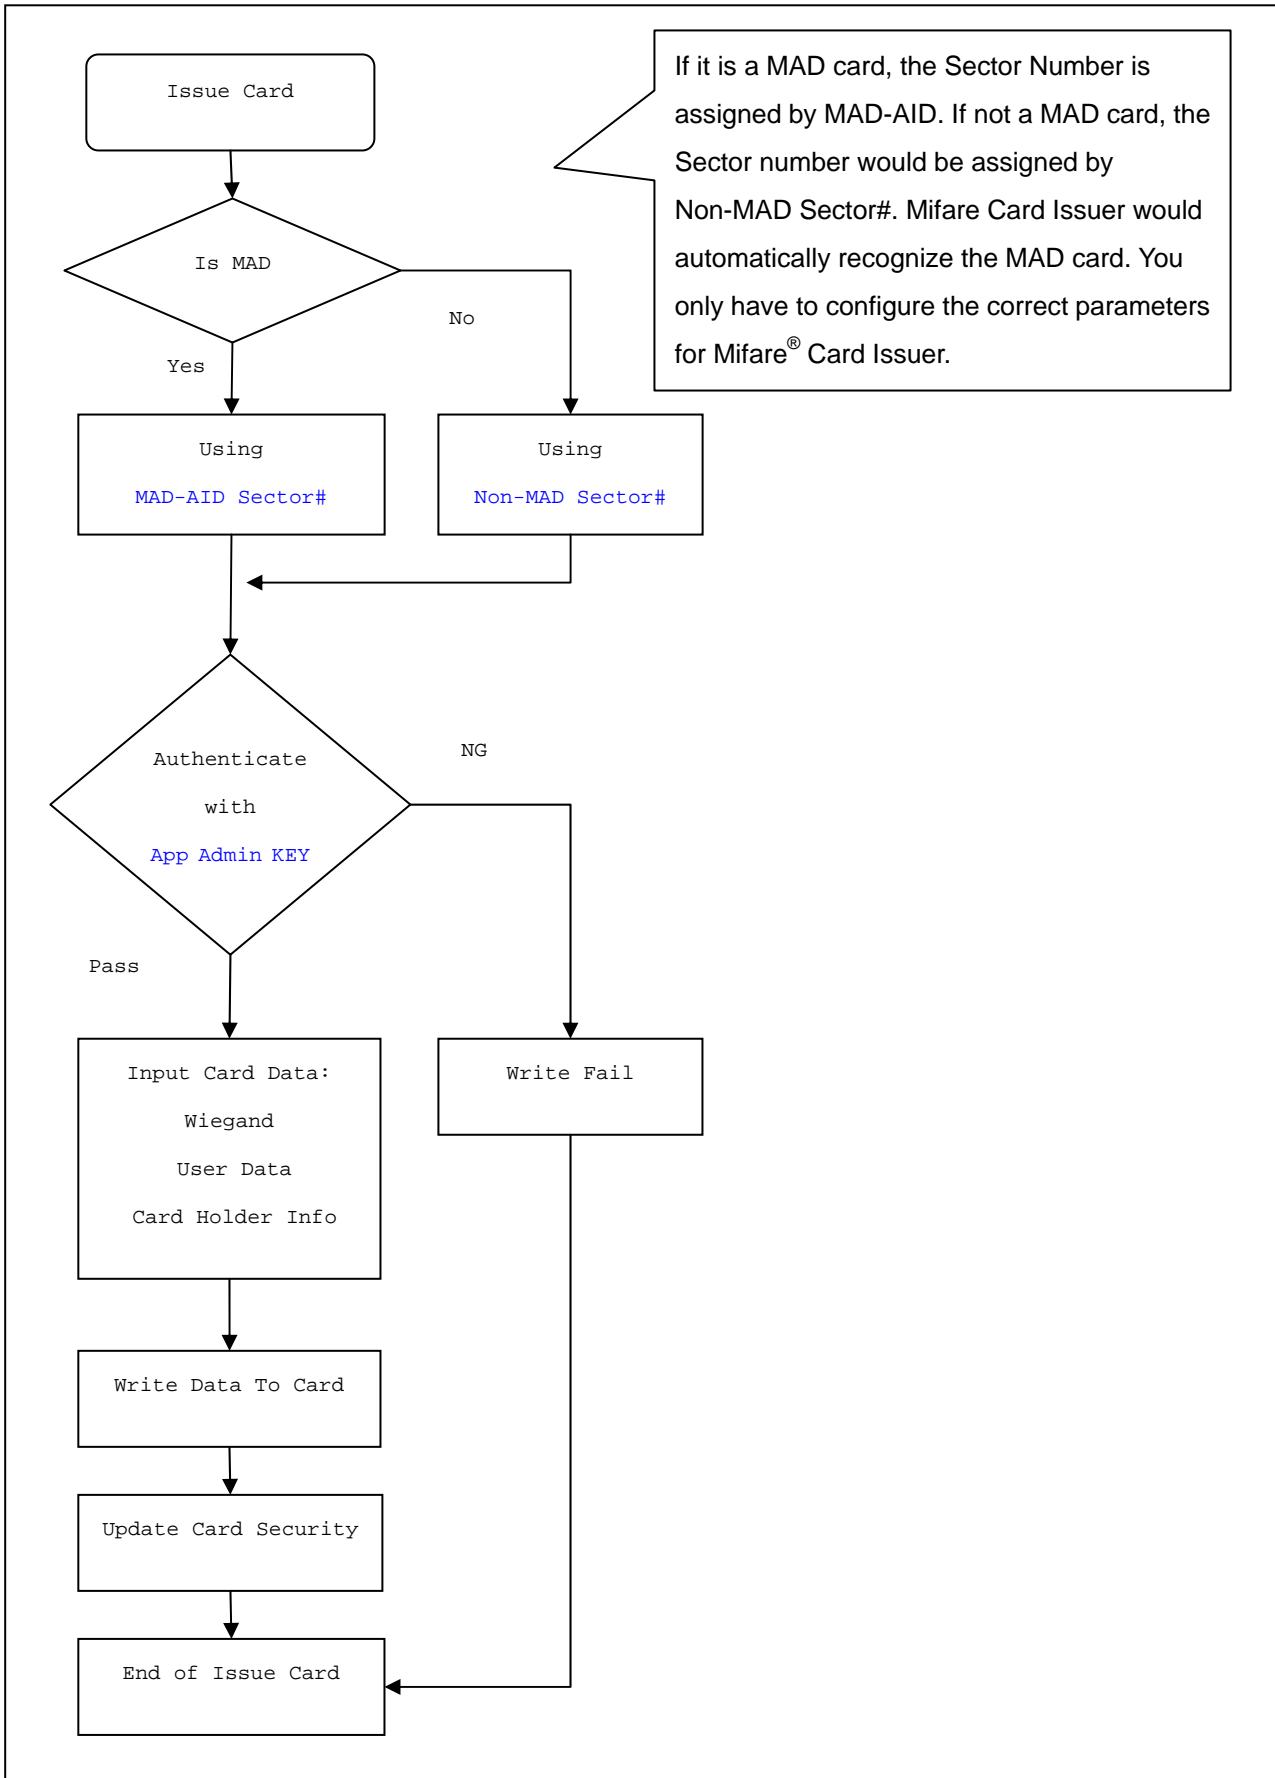 Issue Card
If it is a MAD card, the Sector Number is
assigned by MAD-AID. If not a MAD card, the
Sector number would be assigned by
Non-MAD Sector#. Mifare Card Issuer would
automatically recognize the MAD card. You
only have to configure the correct parameters
for Mifare® Card Issuer.
Is MAD
No
Yes
Using
MAD-AID Sector#
Using
Non-MAD Sector#
Authenticate
with
App Admin KEY
NG
Pass
Input Card Data:
Wiegand
User Data
Card Holder Info
Write Fail
Write Data To Card
Update Card Security
End of Issue Card